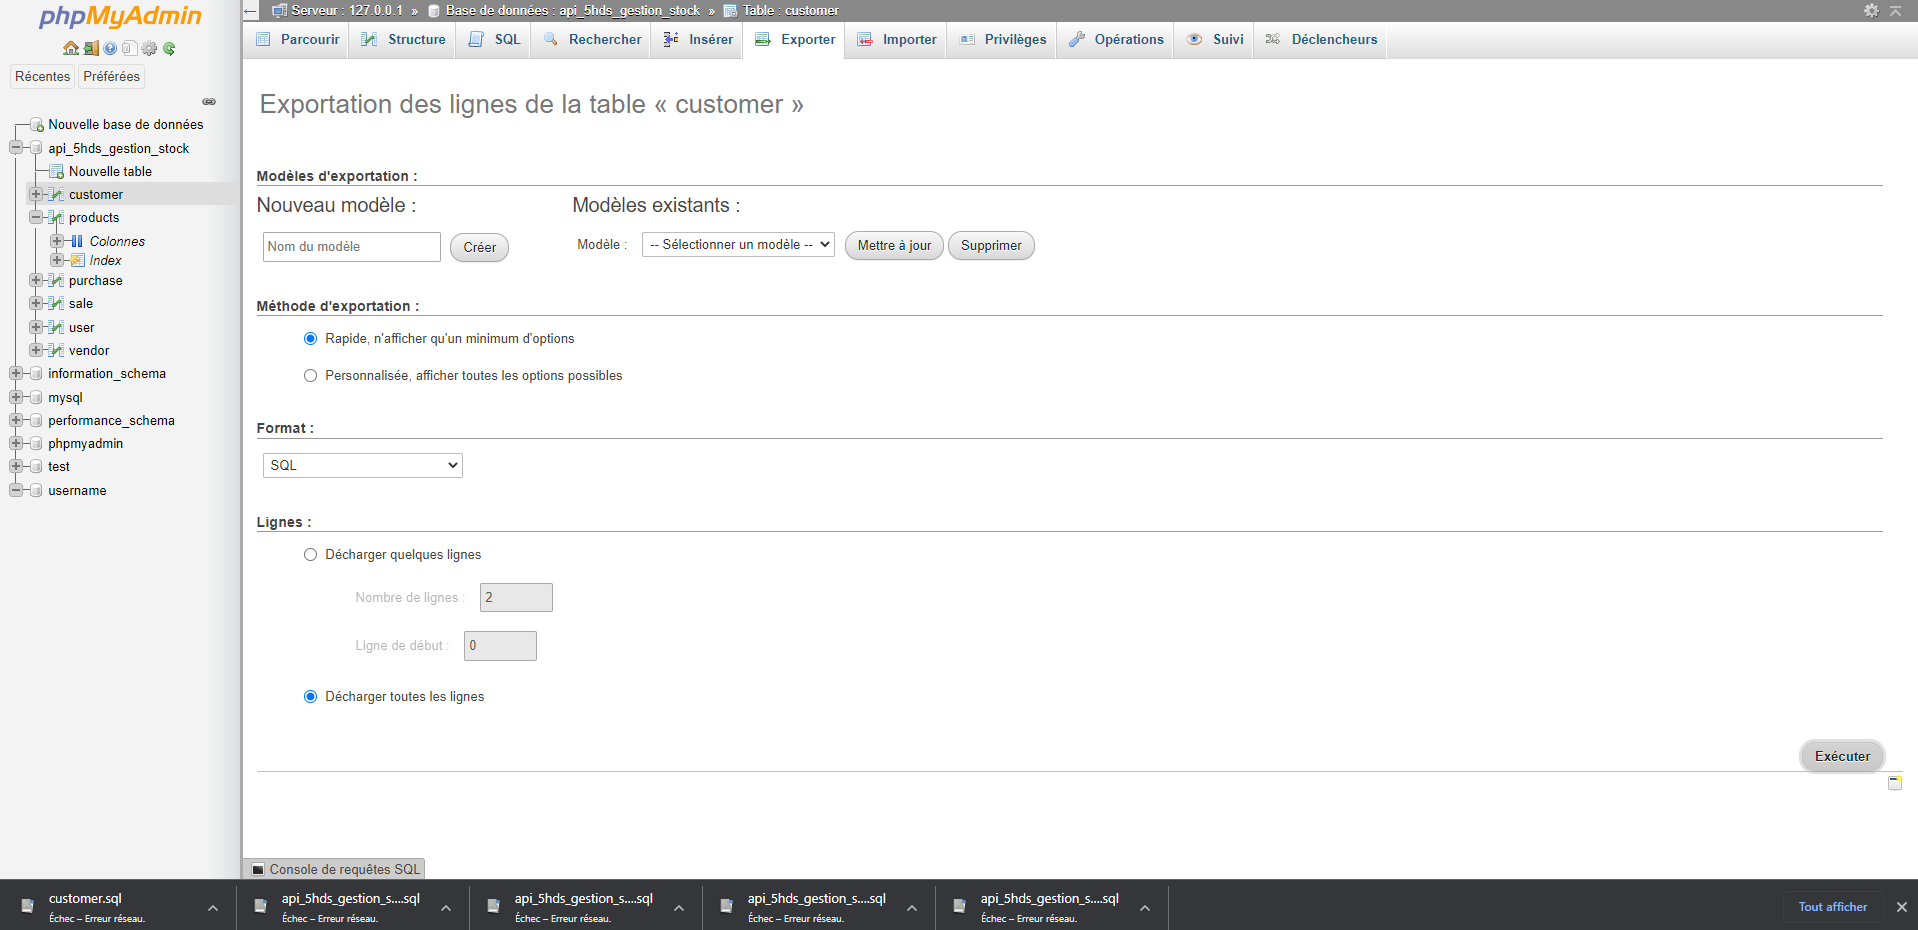 phpMyAdmin
Récentes
Préférées
Nouvelle base de données
api_5hds_gestion_stock
Nouvelle table
customer
products
Colonnes
Index
purchase
sale
user
vendor
information_schema
mysql
performance_schema
phpmyadmin
test
username
Serveur : 127.0.0.1 » Base de données : api_5hds_gestion_stock » Table : customer
Parcourir Structure SQL Rechercher Insérer Exporter Importer Privilèges Opérations Suivi Déclencheurs
Exportation des lignes de la table « customer »
Modèles d'exportation :
Nouveau modèle : Modèles existants :
Nom du modèle Créer Modèle : -- Sélectionner un modèle -- Mettre à jour Supprimer
Méthode d'exportation :
Rapide, n'afficher qu'un minimum d'options
Personnalisée, afficher toutes les options possibles
Format :
SQL
Lignes :
Décharger quelques lignes
Nombre de lignes : 2
Ligne de début : 0
Décharger toutes les lignes
Exécuter
Console de requêtes SQL
customer.sql api_5hds_gestion_s....sql api_5hds_gestion_s....sql api_5hds_gestion_s....sql api_5hds_gestion_s....sql Tout afficher
Échec – Erreur réseau. Échec – Erreur réseau. Échec – Erreur réseau. Échec – Erreur réseau. Échec – Erreur réseau.